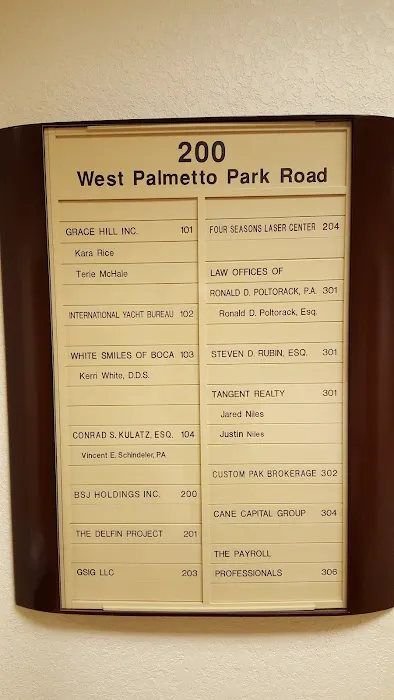 200
West Palmetto Park Road
GRACE HILL INC. 101
Kara Rice
Terie McHale
INTERNATIONAL YACHT BUREAU 102
WHITE SMILES OF BOCA 103
Kerri White, D.D.S.
CONRAD S. KULATZ, ESQ. 104
Vincent E. Schindeler, PA
BSJ HOLDINGS INC. 200
THE DELFIN PROJECT 201
GSIG LLC 203
FOUR SEASONS LASER CENTER 204
LAW OFFICES OF
RONALD D. POLTORACK, P.A. 301
Ronald D. Poltorack, Esq.
STEVEN D. RUBIN, ESQ. 301
TANGENT REALTY 301
Jared Niles
Justin Niles
CUSTOM PAK BROKERAGE 302
CANE CAPITAL GROUP 304
THE PAYROLL
PROFESSIONALS 306